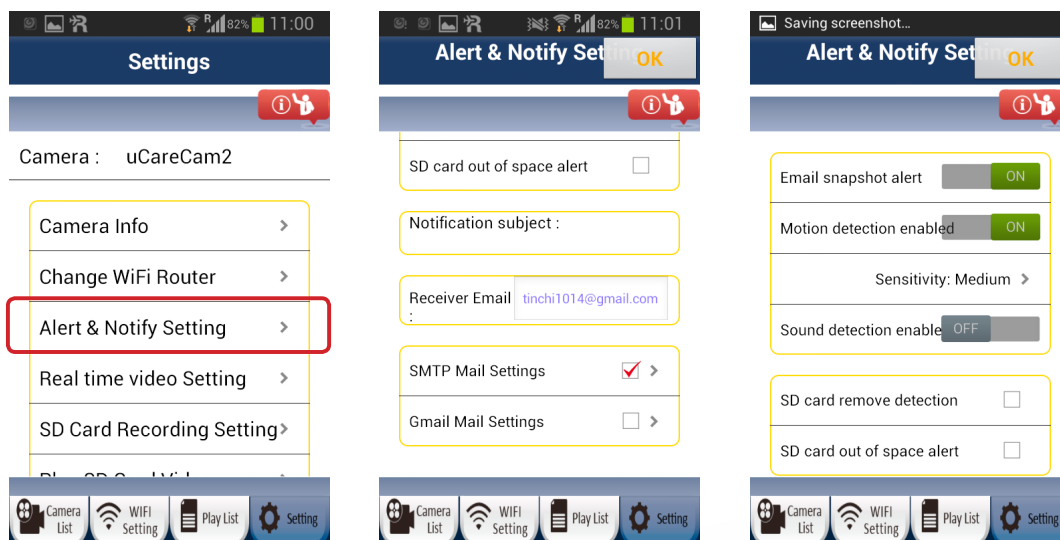 R 82% 11:00
Settings
Camera : uCareCam2
Camera Info
Change WiFi Router
Alert & Notify Setting
Real time video Setting
SD Card Recording Setting
Camera List
WIFI Setting
Play List
Setting
R 82% 11:01
Alert & Notify Set
OK
SD card out of space alert
Notification subject :
Receiver Email :
tinchi1014@gmail.com
SMTP Mail Settings
Gmail Mail Settings
Camera List
WIFI Setting
Play List
Setting
Saving screenshot...
Alert & Notify Set
OK
Email snapshot alert ON
Motion detection enabled ON
Sensitivity: Medium
Sound detection enable OFF
SD card remove detection
SD card out of space alert
Camera List
WIFI Setting
Play List
Setting